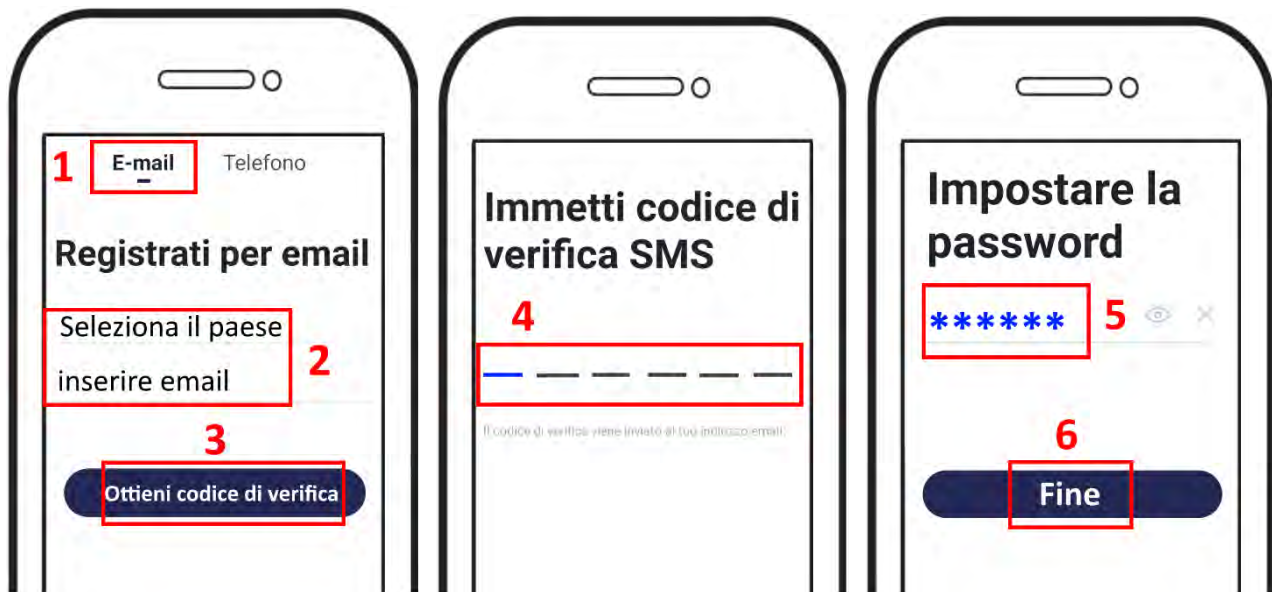 1
E-mail
Telefono
Registrati per email
Seleziona il paese
inserire email
2
3
Ottieni codice di verifica
Immetti codice di
verifica SMS
4
Il codice di verifica viene inviato al tuo indirizzo email:
Impostare la
password
******
5
6
Fine